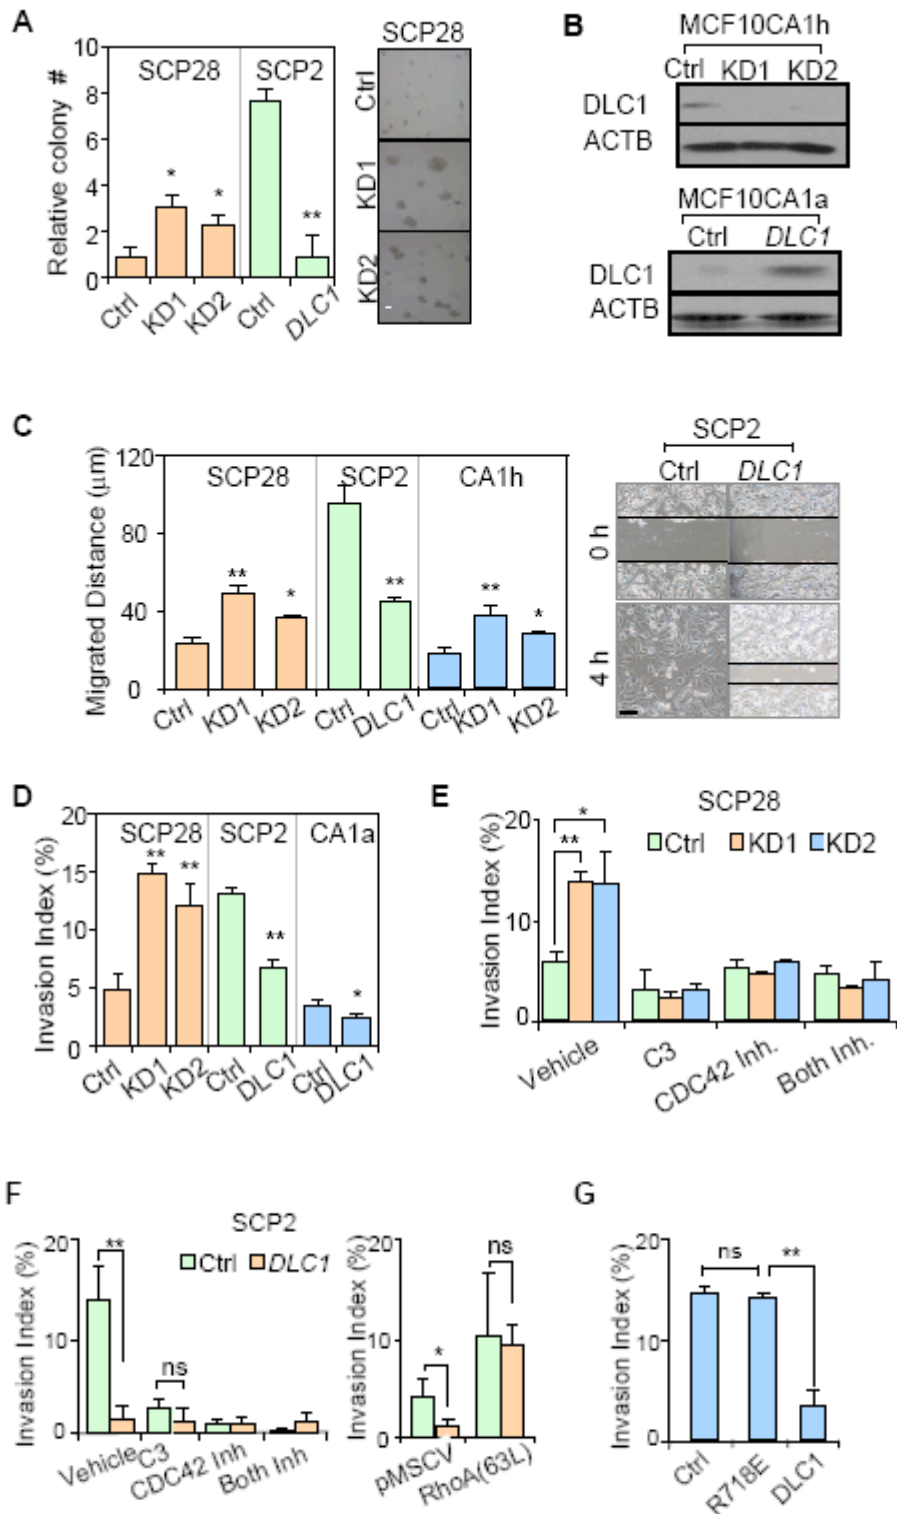 A
SCP28 SCP2
Relative colony #
10
8
6
4
2
0
* * **
Ctrl KD1 KD2 Ctrl DLC1
SCP28
Ctrl
KD1
KD2
B
MCF10CA1h
Ctrl KD1 KD2
DLC1
ACTB
MCF10CA1a
Ctrl DLC1
DLC1
ACTB
C
SCP28 SCP2 CA1h
Migrated Distance (μm)
120
80
40
0
** * ** ** *
Ctrl KD1 KD2 Ctrl DLC1 Ctrl KD1 KD2
SCP2
Ctrl DLC1
0 h
4 h
D
SCP28 SCP2 CA1a
Invasion Index (%)
20
15
10
5
0
** ** ** *
Ctrl KD1 KD2 Ctrl DLC1 Ctrl DLC1
E
SCP28
Ctrl KD1 KD2
Invasion Index (%)
20
10
0
** *
Vehicle C3 CDC42 Inh. Both Inh.
F
SCP2
Ctrl DLC1
Invasion Index (%)
20
10
0
** ns
Vehicle C3 CDC42 Inh Both Inh
Invasion Index (%)
20
10
0
* ns
pMSCV RhoA(63L)
G
Invasion Index (%)
20
10
0
ns **
Ctrl R718E DLC1